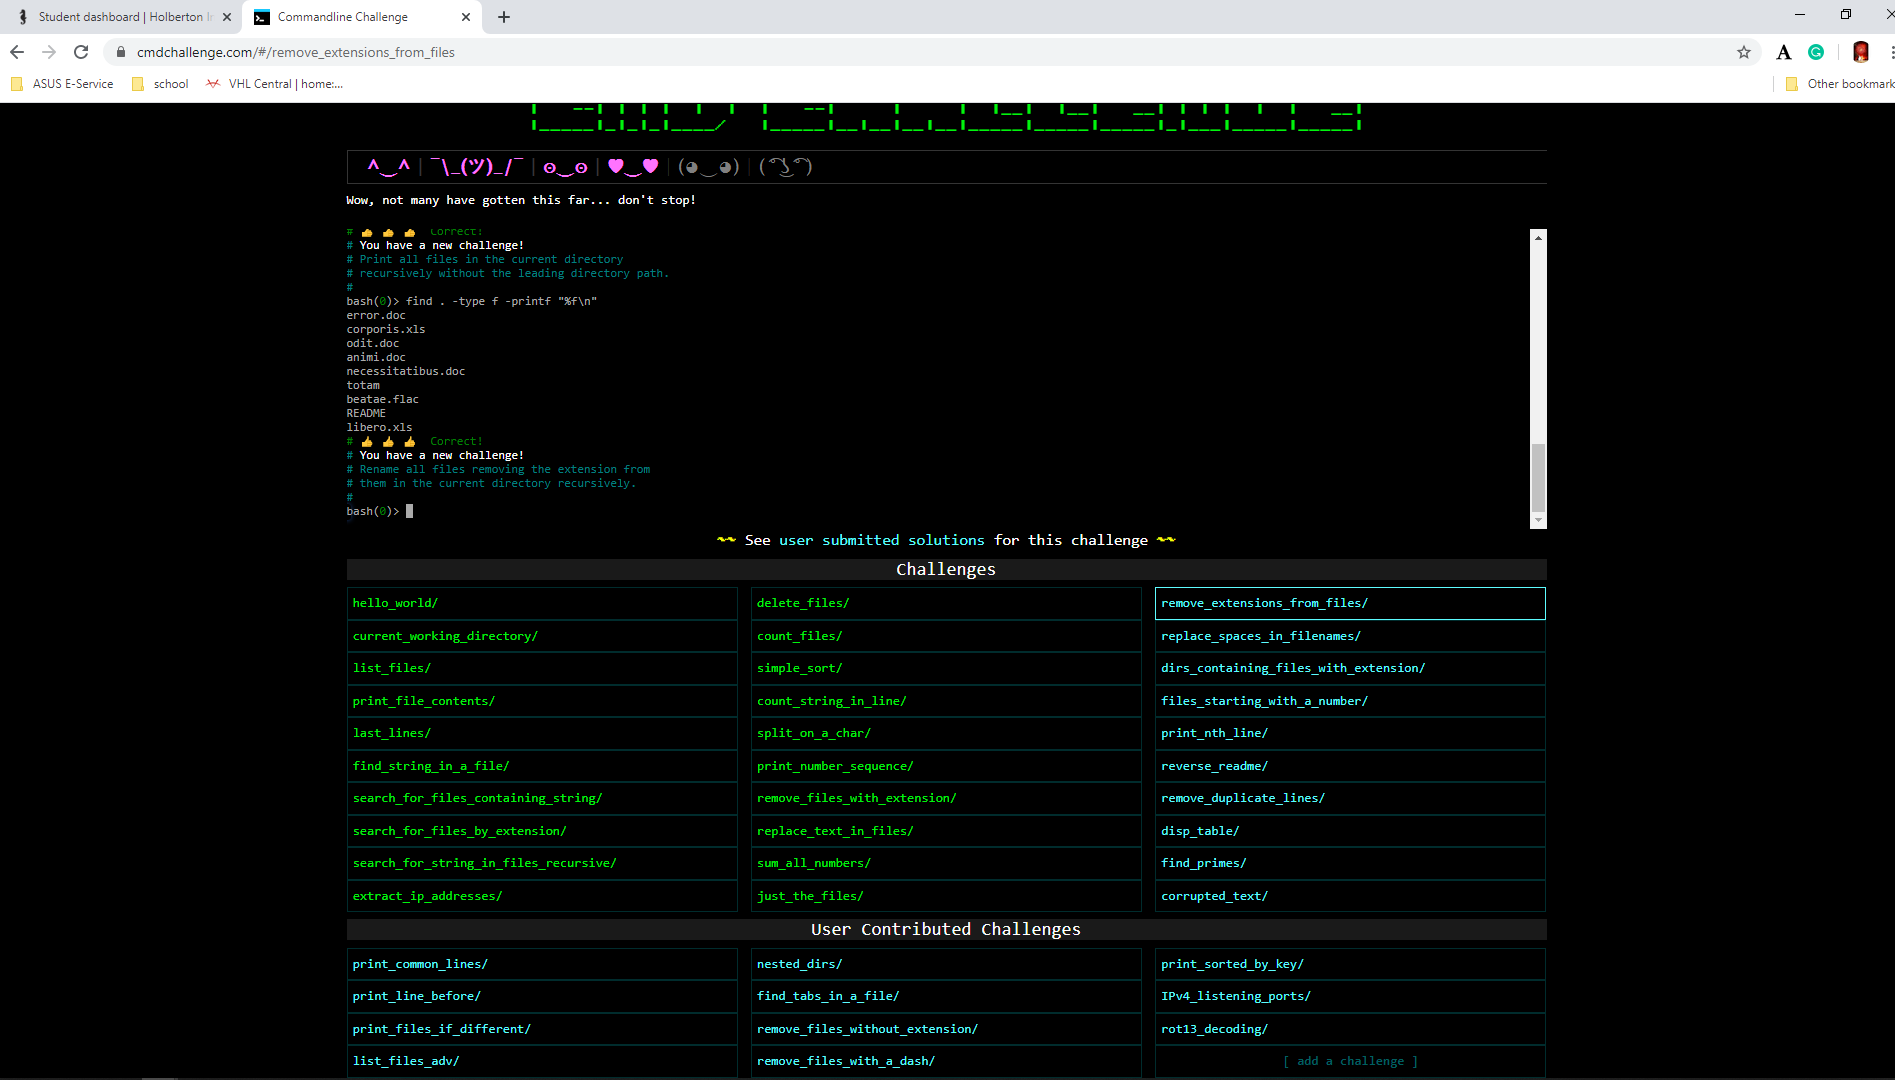 Student dashboard | Holberton In
Commandline Challenge
cmdchallenge.com/#/remove_extensions_from_files
ASUS E-Service
school
VHL Central | home:...
Other bookmark
^‿^ | ¯\_(ツ)_/¯ | ʘ‿ʘ | ♥‿♥ | (◕‿◕) | ( ͡° ͜ʖ ͡°)
Wow, not many have gotten this far... don't stop!
# 👍 👍 👍 Correct!
# You have a new challenge!
# Print all files in the current directory
# recursively without the leading directory path.
#
bash(0)> find . -type f -printf "%f\n"
error.doc
corporis.xls
odit.doc
animi.doc
necessitatibus.doc
totam
beatae.flac
README
libero.xls
# 👍 👍 👍 Correct!
# You have a new challenge!
# Rename all files removing the extension from
# them in the current directory recursively.
#
bash(0)>
~~ See user submitted solutions for this challenge ~~
Challenges
hello_world/
delete_files/
remove_extensions_from_files/
current_working_directory/
count_files/
replace_spaces_in_filenames/
list_files/
simple_sort/
dirs_containing_files_with_extension/
print_file_contents/
count_string_in_line/
files_starting_with_a_number/
last_lines/
split_on_a_char/
print_nth_line/
find_string_in_a_file/
print_number_sequence/
reverse_readme/
search_for_files_containing_string/
remove_files_with_extension/
remove_duplicate_lines/
search_for_files_by_extension/
replace_text_in_files/
disp_table/
search_for_string_in_files_recursive/
sum_all_numbers/
find_primes/
extract_ip_addresses/
just_the_files/
corrupted_text/
User Contributed Challenges
print_common_lines/
nested_dirs/
print_sorted_by_key/
print_line_before/
find_tabs_in_a_file/
IPv4_listening_ports/
print_files_if_different/
remove_files_without_extension/
rot13_decoding/
list_files_adv/
remove_files_with_a_dash/
[ add a challenge ]